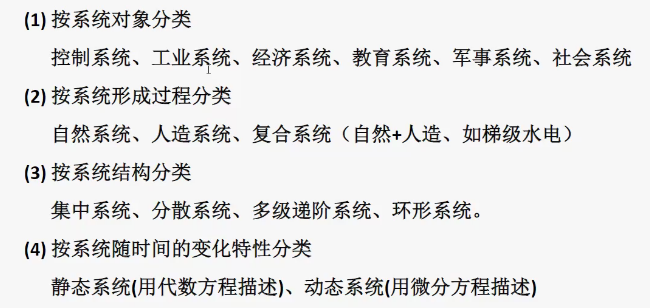 (1) 按系统对象分类
控制系统、工业系统、经济系统、教育系统、军事系统、社会系统
(2) 按系统形成过程分类
自然系统、人造系统、复合系统（自然+人造、如梯级水电）
(3) 按系统结构分类
集中系统、分散系统、多级递阶系统、环形系统。
(4) 按系统随时间的变化特性分类
静态系统(用代数方程描述)、动态系统(用微分方程描述)